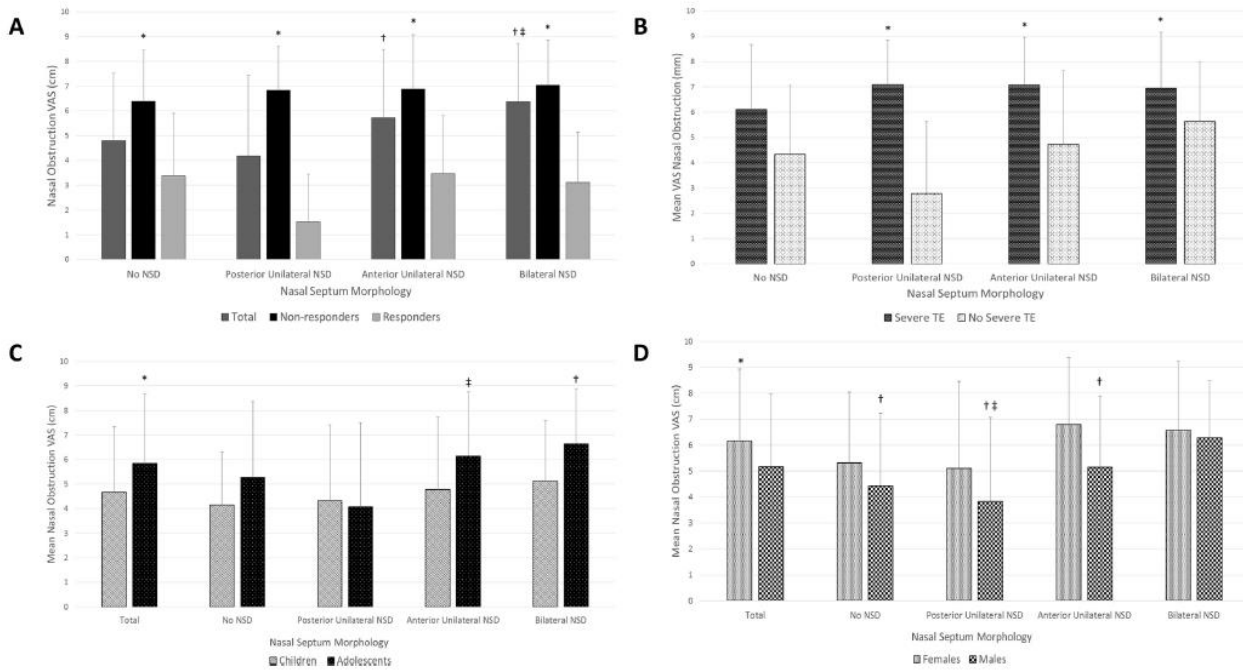 A
Nasal Obstruction VAS (cm)
10
9
8
7
6
5
4
3
2
1
0
* * † * †‡ *
No NSD Posterior Unilateral NSD Anterior Unilateral NSD Bilateral NSD
Nasal Septum Morphology
Total Non-responders Responders
B
Mean VAS Nasal Obstruction (mm)
10
9
8
7
6
5
4
3
2
1
0
* * *
No NSD Posterior Unilateral NSD Anterior Unilateral NSD Bilateral NSD
Nasal Septum Morphology
Severe TE No Severe TE
C
Mean Nasal Obstruction VAS (cm)
10
9
8
7
6
5
4
3
2
1
0
* ‡ †
Total No NSD Posterior Unilateral NSD Anterior Unilateral NSD Bilateral NSD
Nasal Septum Morphology
Children Adolescents
D
Mean Nasal Obstruction VAS (cm)
10
9
8
7
6
5
4
3
2
1
0
* † †‡ †
Total No NSD Posterior Unilateral NSD Anterior Unilateral NSD Bilateral NSD
Nasal Septum Morphology
Females Males